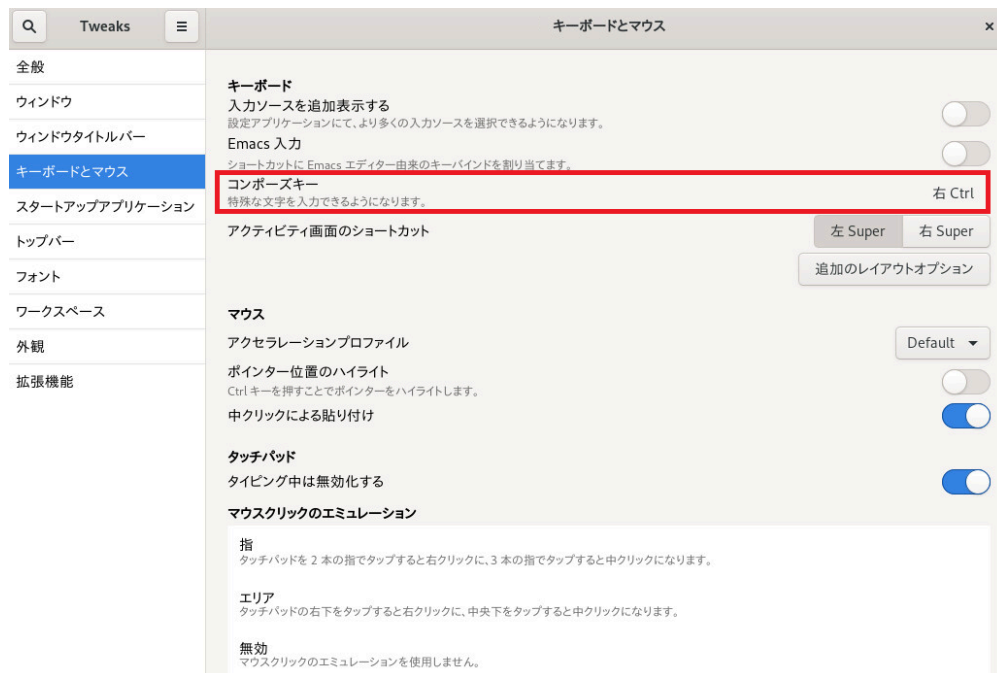 Tweaks
キーボードとマウス
全般
ウィンドウ
ウィンドウタイトルバー
キーボードとマウス
スタートアップアプリケーション
トップバー
フォント
ワークスペース
外観
拡張機能
キーボード
入力ソースを追加表示する
設定アプリケーションにて、より多くの入力ソースを選択できるようになります。
Emacs 入力
ショートカットに Emacs エディター由来のキーバインドを割り当てます。
コンポーズキー
右 Ctrl
特殊な文字を入力できるようになります。
アクティビティ画面のショートカット
左 Super
右 Super
追加のレイアウトオプション
マウス
アクセラレーションプロファイル
Default
ポインター位置のハイライト
Ctrl キーを押すことでポインターをハイライトします。
中クリックによる貼り付け
タッチパッド
タイピング中は無効化する
マウスクリックのエミュレーション
指
タッチパッドを 2 本の指でタップすると右クリックに、3 本の指でタップすると中クリックになります。
エリア
タッチパッドの右下をタップすると右クリックに、中央下をタップすると中クリックになります。
無効
マウスクリックのエミュレーションを使用しません。